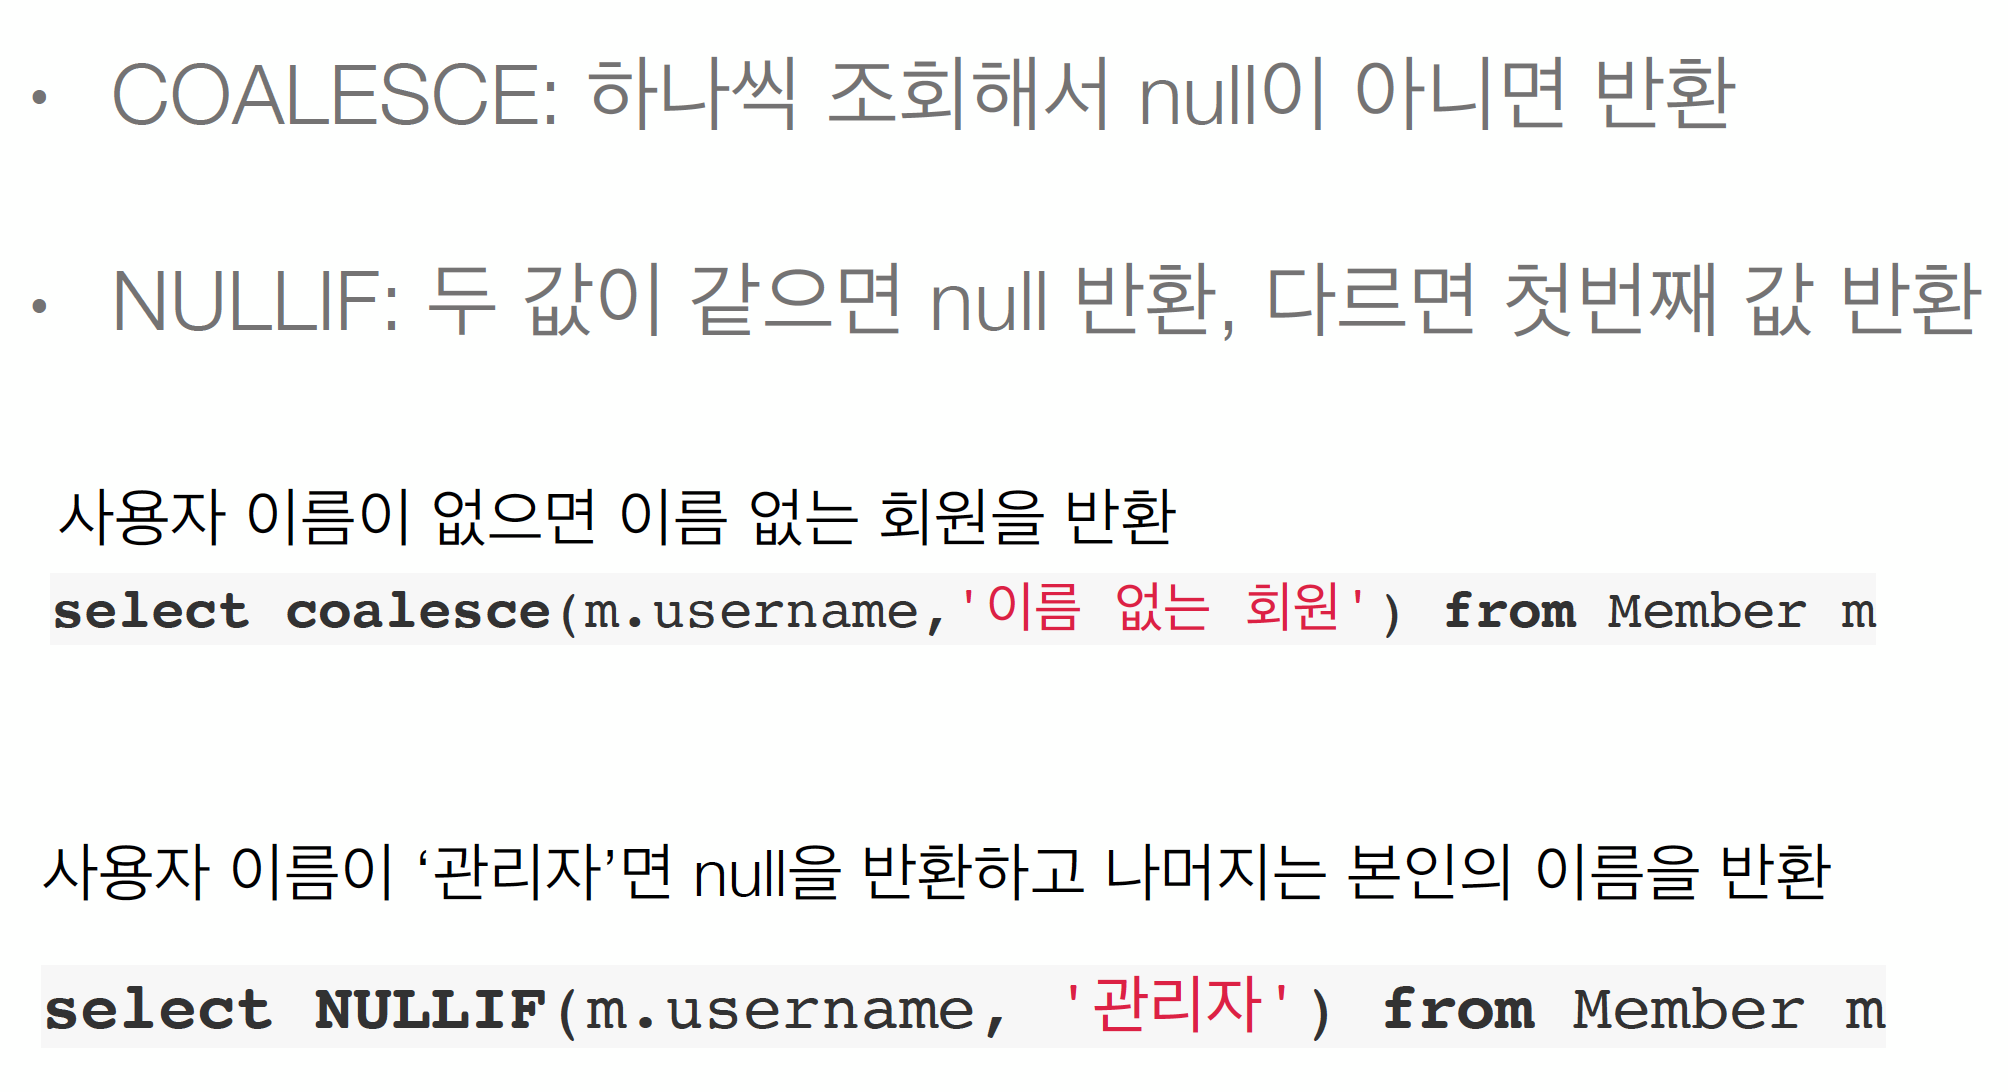 • COALESCE: 하나씩 조회해서 null이 아니면 반환
• NULLIF: 두 값이 같으면 null 반환, 다르면 첫번째 값 반환
사용자 이름이 없으면 이름 없는 회원을 반환
select coalesce(m.username,'이름 없는 회원') from Member m
사용자 이름이 ‘관리자’면 null을 반환하고 나머지는 본인의 이름을 반환
select NULLIF(m.username, '관리자') from Member m